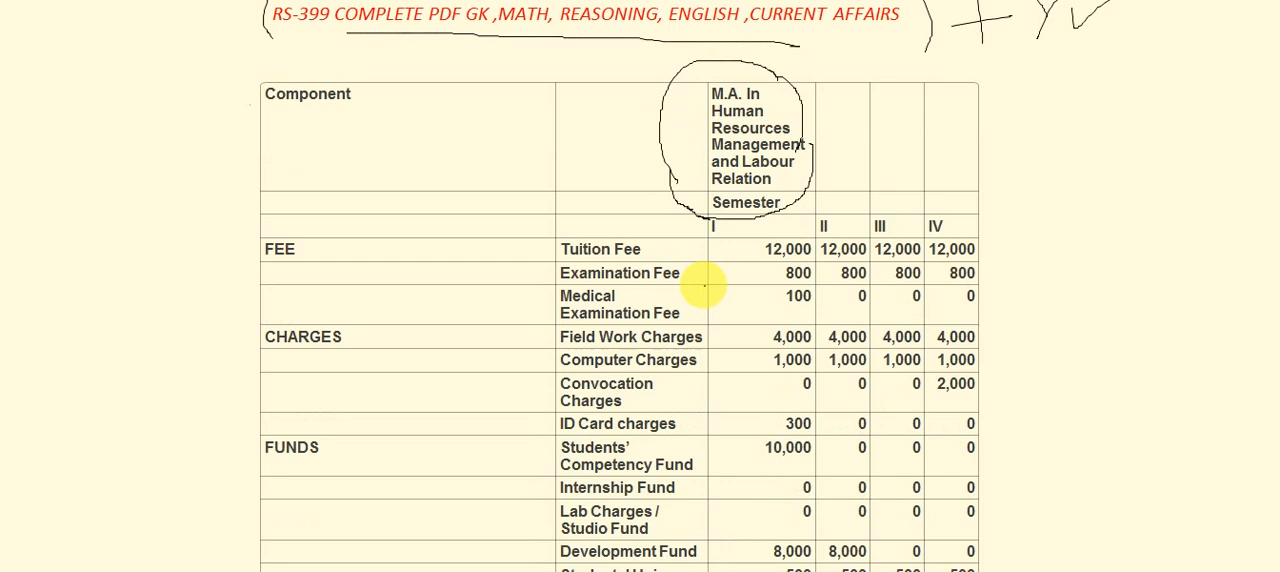 RS-399 COMPLETE PDF GK ,MATH, REASONING, ENGLISH ,CURRENT AFFAIRS
Component
M.A. In
Human
Resources
Management
and Labour
Relation
Semester
I II III IV
FEE Tuition Fee 12,000 12,000 12,000 12,000
Examination Fee 800 800 800 800
Medical
Examination Fee 100 0 0 0
CHARGES Field Work Charges 4,000 4,000 4,000 4,000
Computer Charges 1,000 1,000 1,000 1,000
Convocation
Charges 0 0 0 2,000
ID Card charges 300 0 0 0
FUNDS Students’
Competency Fund 10,000 0 0 0
Internship Fund 0 0 0 0
Lab Charges /
Studio Fund 0 0 0 0
Development Fund 8,000 8,000 0 0